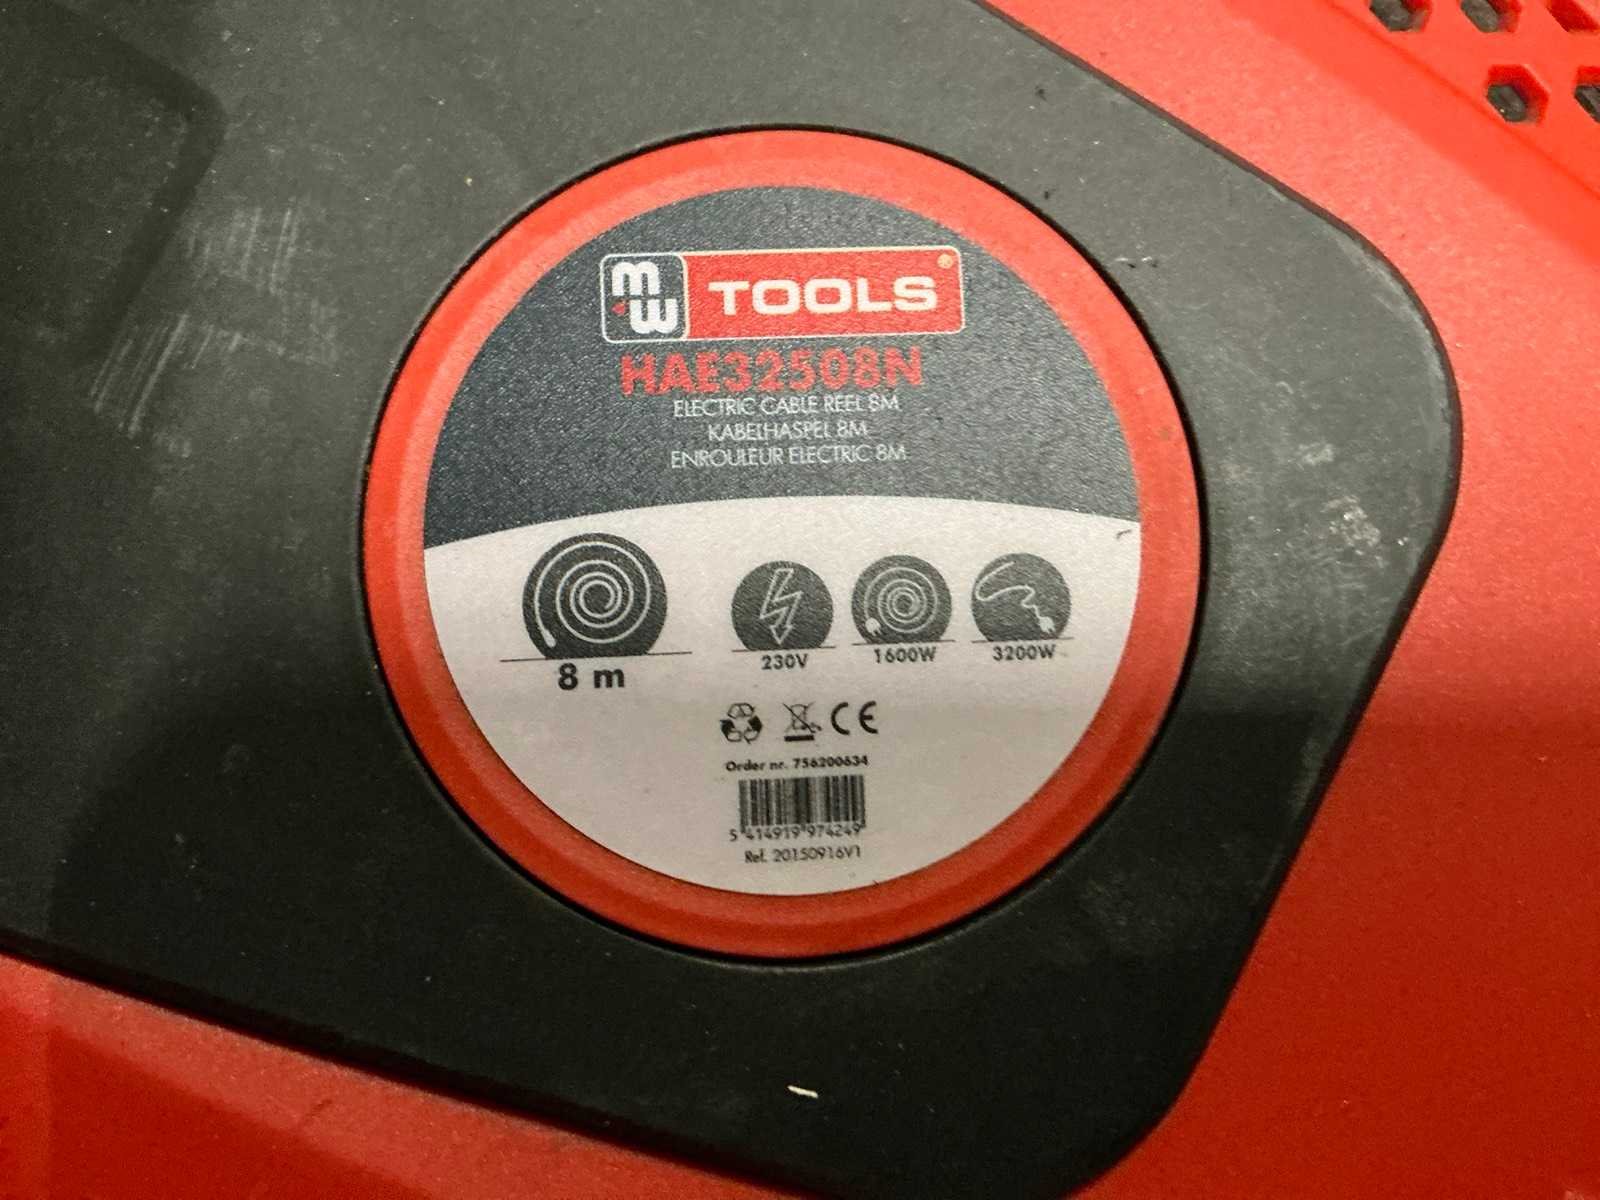 mw TOOLS®
HAE32508N
ELECTRIC CABLE REEL 8M
KABELHASPEL 8M
ENROULEUR ELECTRIC 8M
8 m
230V
1600W
3200W
CE
Order nr. 756200634
5 414919 974249
Ref. 20150916V1